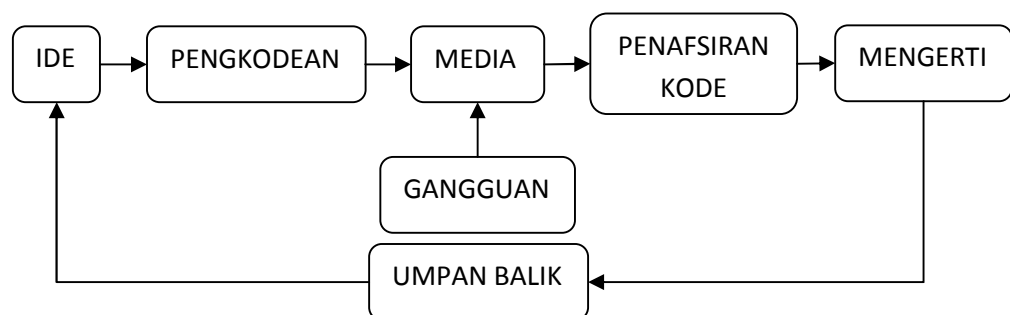 IDE
PENGKODEAN
MEDIA
PENAFSIRAN
KODE
MENGERTI
GANGGUAN
UMPAN BALIK